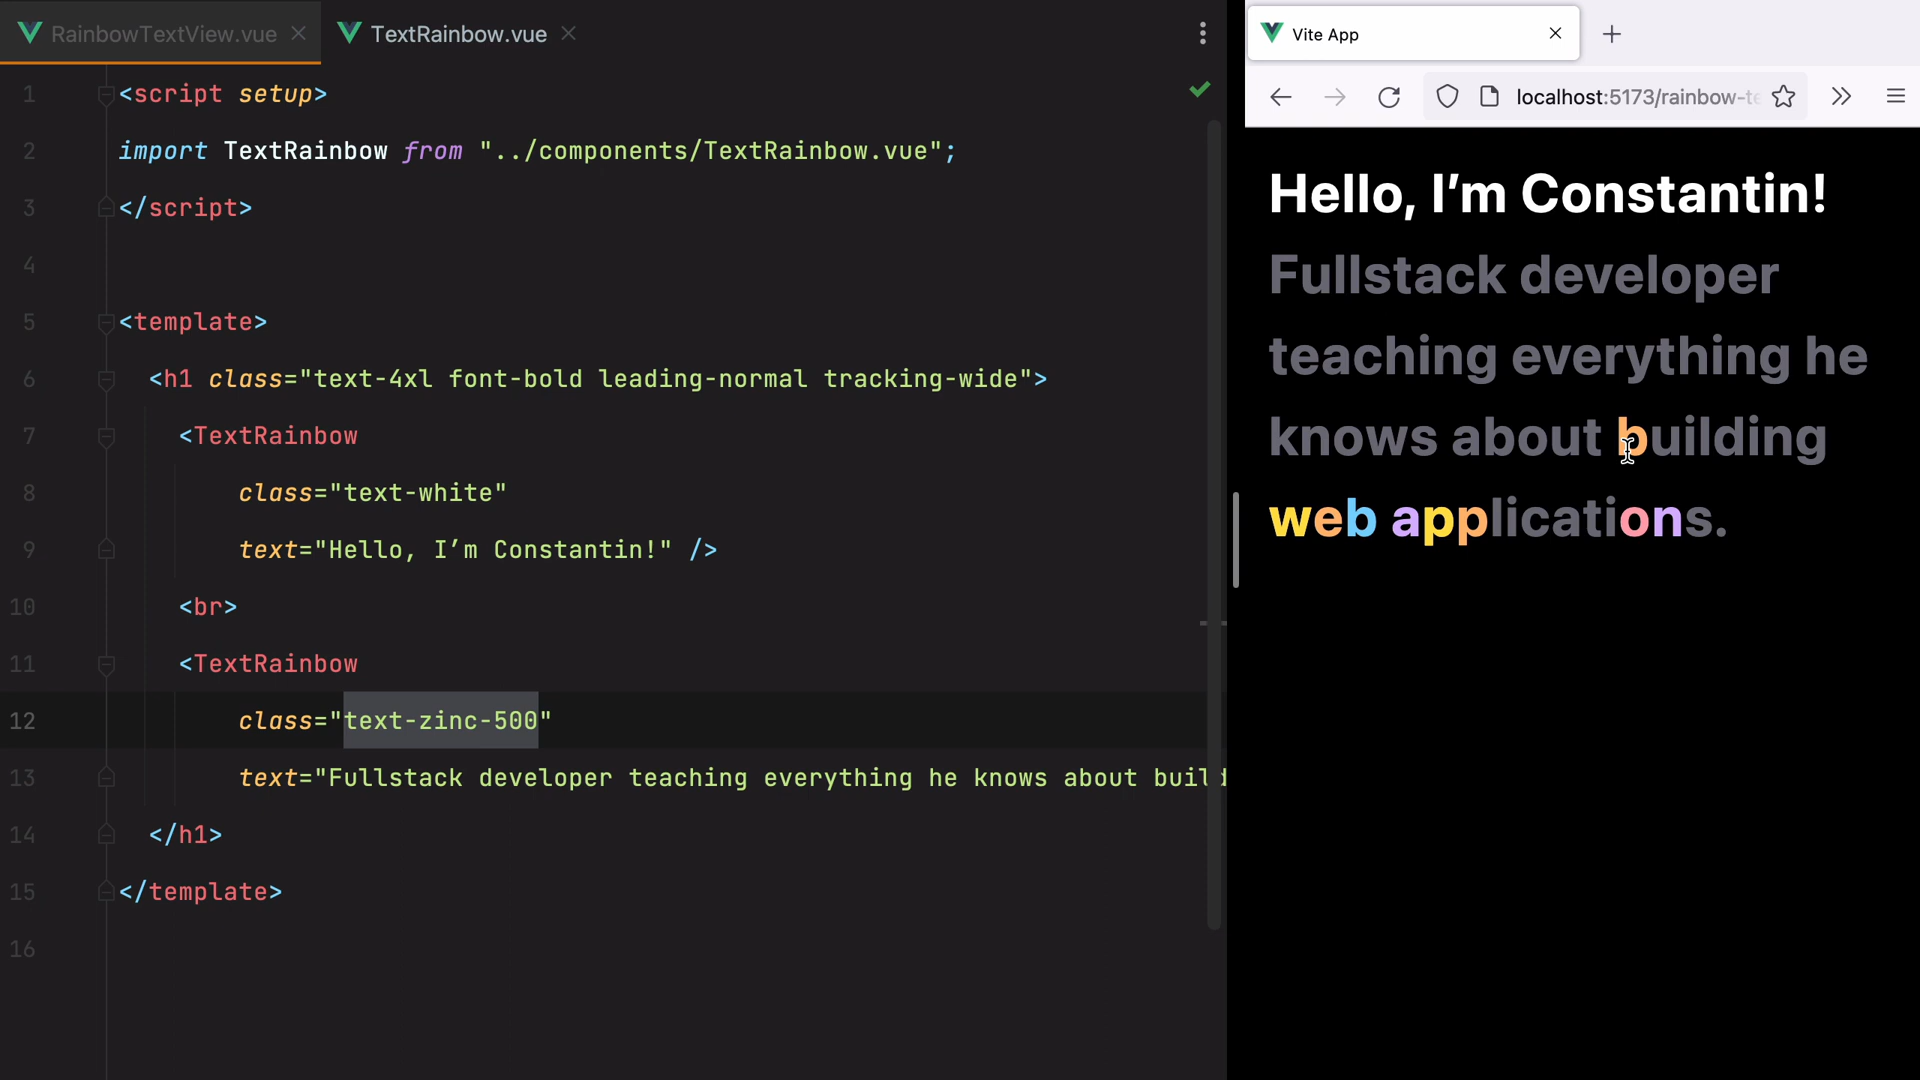 RainbowTextView.vue
TextRainbow.vue
1 <script setup>
2 import TextRainbow from "../components/TextRainbow.vue";
3 </script>
4
5 <template>
6 <h1 class="text-4xl font-bold leading-normal tracking-wide">
7 <TextRainbow
8 class="text-white"
9 text="Hello, I’m Constantin!" />
10 <br>
11 <TextRainbow
12 class="text-zinc-500"
13 text="Fullstack developer teaching everything he knows about build
14 </h1>
15 </template>
16
Vite App
localhost:5173/rainbow-te
Hello, I’m Constantin!
Fullstack developer
teaching everything he
knows about building
web applications.